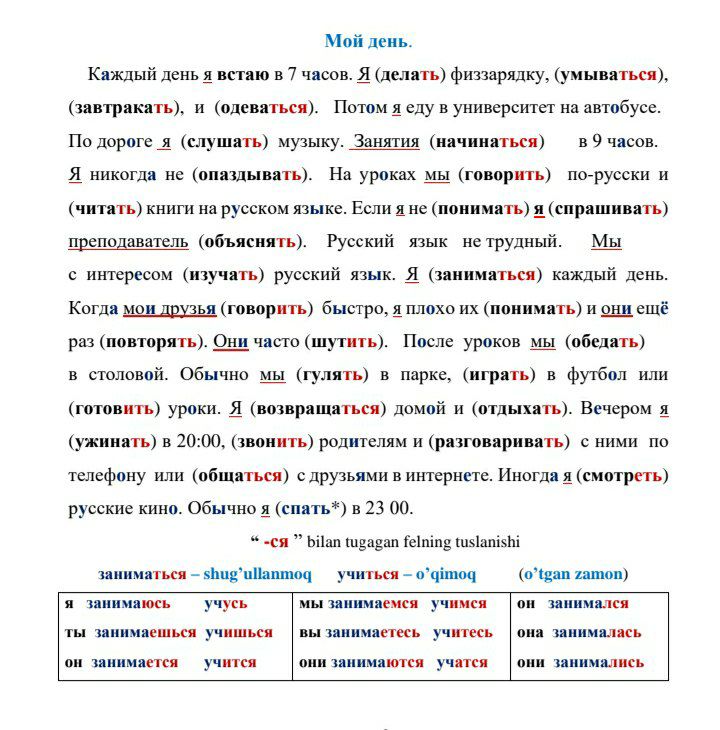 Мой день.
Каждый день я встаю в 7 часов. Я (делать) физзарядку, (умываться),
(завтракать), и (одеваться). Потом я еду в университет на автобусе.
По дороге я (слушать) музыку. Занятия (начинаться) в 9 часов.
Я никогда не (опаздывать). На уроках мы (говорить) по-русски и
(читать) книги на русском языке. Если я не (понимать) я (спрашивать)
преподаватель (объяснять). Русский язык не трудный. Мы
с интересом (изучать) русский язык. Я (заниматься) каждый день.
Когда мои друзья (говорить) быстро, я плохо их (понимать) и они ещё
раз (повторять). Они часто (шутить). После уроков мы (обедать)
в столовой. Обычно мы (гулять) в парке, (играть) в футбол или
(готовить) уроки. Я (возвращаться) домой и (отдыхать). Вечером я
(ужинать) в 20:00, (звонить) родителям и (разговаривать) с ними по
телефону или (общаться) с друзьями в интернете. Иногда я (смотреть)
русские кино. Обычно я (спать*) в 23 00.
“ -ся ” bilan tugagan felning tuslanishi
заниматься – shug’ullanmoq учиться – o’qimoq (o’tgan zamon)
я занимаюсь учусь мы занимаемся учимся он занимался
ты занимаешься учишься вы занимаетесь учитесь она занималась
он занимается учится они занимаются учатся они занимались